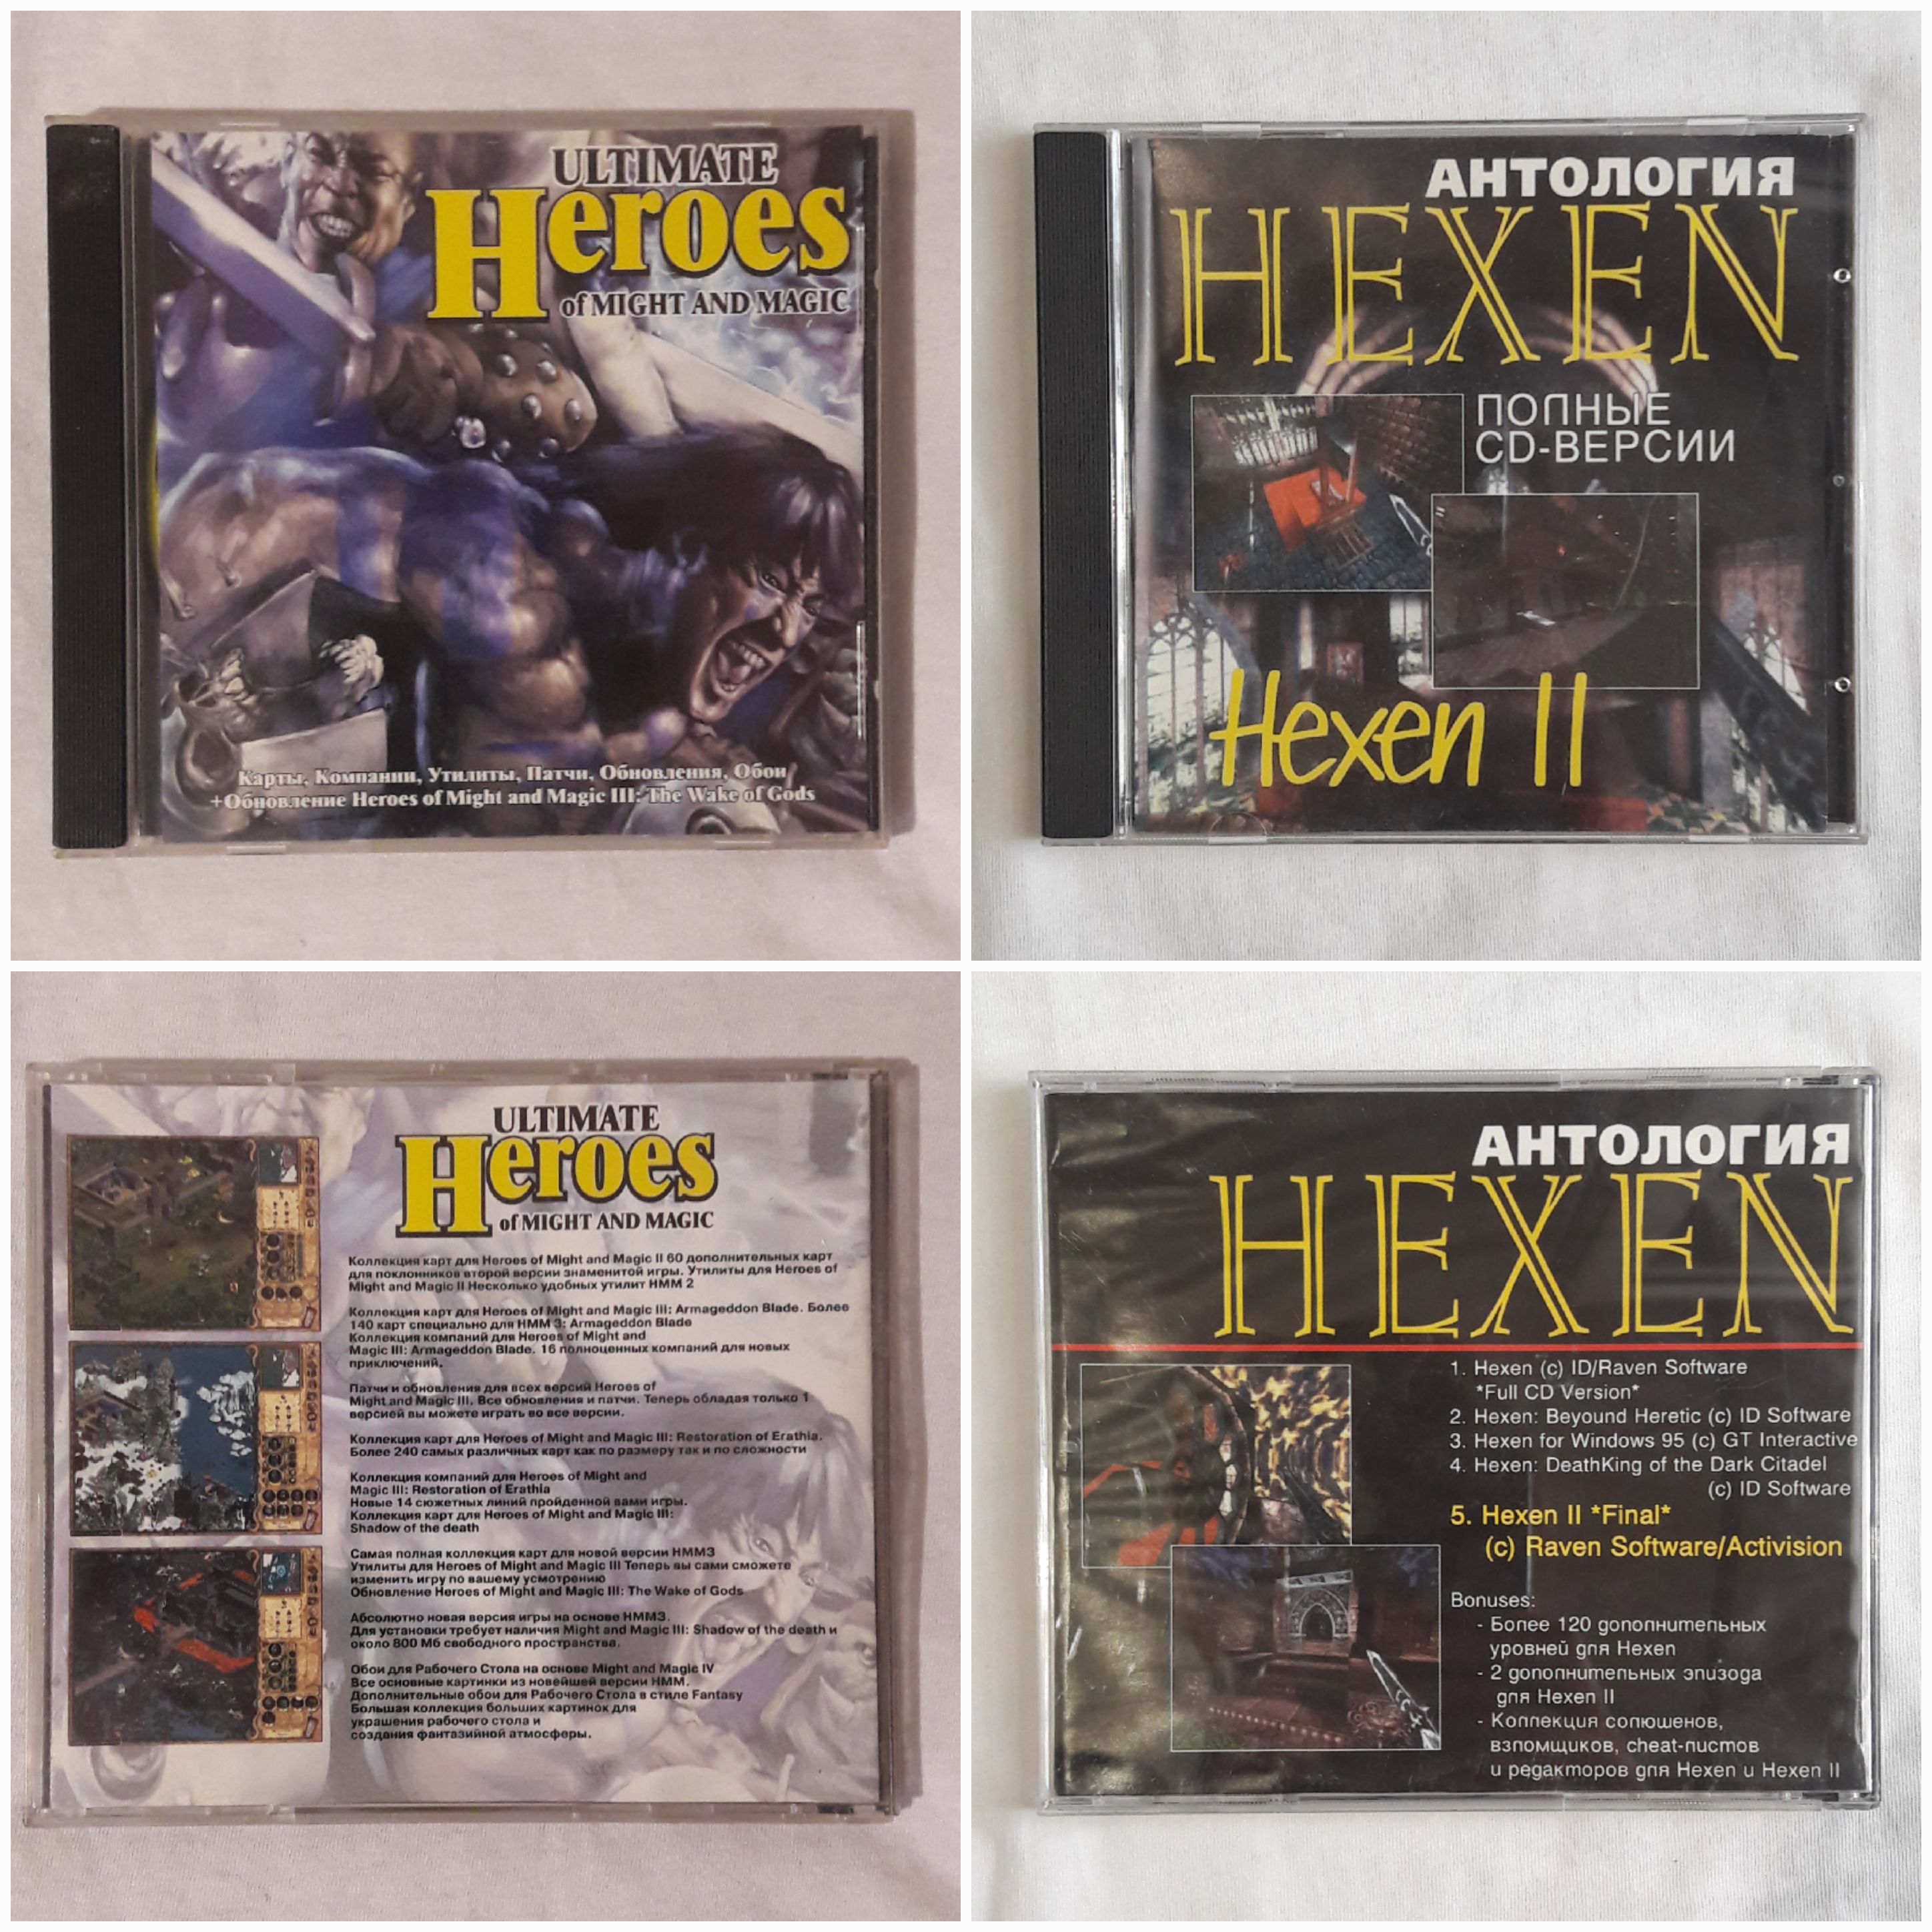 ULTIMATE
Heroes
of MIGHT AND MAGIC
Карты, Компании, Утилиты, Патчи, Обновления, Обои
+Обновление Heroes of Might and Magic III: The Wake of Gods
АНТОЛОГИЯ
HEXEN
ПОЛНЫЕ
CD-ВЕРСИИ
Hexen II
ULTIMATE
Heroes
of MIGHT AND MAGIC
Коллекция карт для Heroes of Might and Magic II 60 дополнительных карт
для поклонников второй версии знаменитой игры. Утилиты для Heroes of
Might and Magic II Несколько удобных утилит HMM 2
Коллекция карт для Heroes of Might and Magic III: Armageddon Blade. Более
140 карт специально для HMM 3: Armageddon Blade
Коллекция компаний для Heroes of Might and
Magic III: Armageddon Blade. 16 полноценных компаний для новых
приключений.
Патчи и обновления для всех версий Heroes of
Might and Magic III. Все обновления и патчи. Теперь обладая только 1
версией вы можете играть во все версии.
Коллекция карт для Heroes of Might and Magic III: Restoration of Erathia.
Более 240 самых различных карт как по размеру так и по сложности
Коллекция компаний для Heroes of Might and
Magic III: Restoration of Erathia
Новые 14 сюжетных линий пройденной вами игры.
Коллекция карт для Heroes of Might and Magic III:
Shadow of the death
Самая полная коллекция карт для новой версии HMM3
Утилиты для Heroes of Might and Magic III Теперь вы сами сможете
изменить игру по вашему усмотрению
Обновление Heroes of Might and Magic III: The Wake of Gods
Абсолютно новая версия игры на основе HMM3.
Для установки требует наличия Might and Magic III: Shadow of the death и
около 800 Мб свободного пространства.
Обои для Рабочего Стола на основе Might and Magic IV
Все основные картинки из новейшей версии HMM.
Дополнительные обои для Рабочего Стола в стиле Fantasy
Большая коллекция больших картинок для
украшения рабочего стола и
создания фантазийной атмосферы.
АНТОЛОГИЯ
HEXEN
1. Hexen (c) ID/Raven Software
*Full CD Version*
2. Hexen: Beyound Heretic (c) ID Software
3. Hexen for Windows 95 (c) GT Interactive
4. Hexen: DeathKing of the Dark Citadel
(c) ID Software
5. Hexen II *Final*
(c) Raven Software/Activision
Bonuses:
- Более 120 дополнительных
уровней для Hexen
- 2 дополнительных эпизода
для Hexen II
- Коллекция солюшенов,
взломщиков, cheat-листов
и редакторов для Hexen и Hexen II